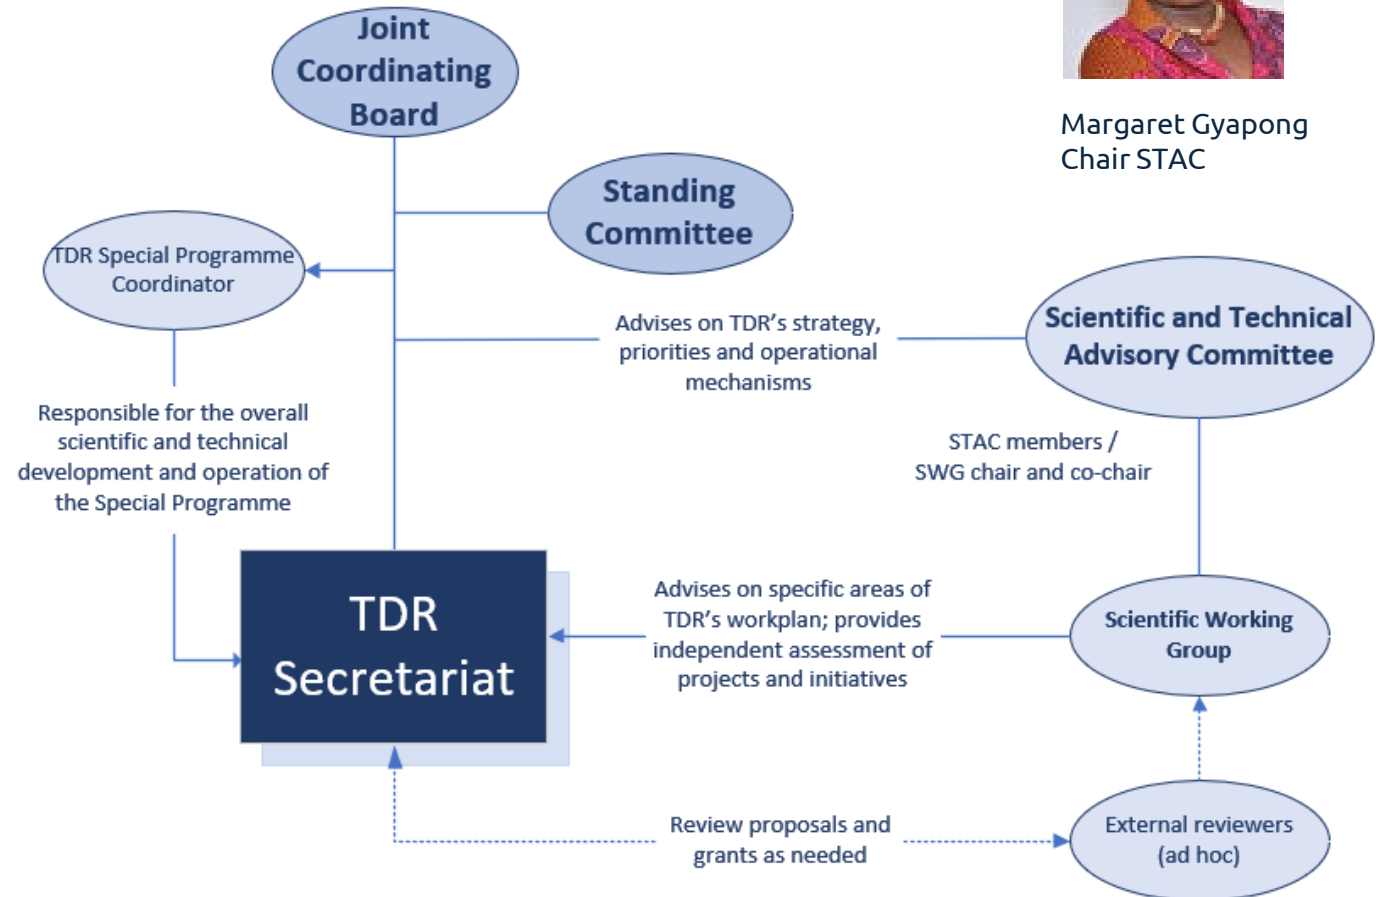 Joint
Coordinating
Board
Margaret Gyapong
Chair STAC
Standing
Committee
TDR Special Programme
Coordinator
Scientific and Technical
Advisory Committee
Advises on TDR’s strategy,
priorities and operational
mechanisms
Responsible for the overall
scientific and technical
development and operation of
the Special Programme
STAC members /
SWG chair and co-chair
TDR
Secretariat
Advises on specific areas of
TDR’s workplan; provides
independent assessment of
projects and initiatives
Scientific Working
Group
Review proposals and
grants as needed
External reviewers
(ad hoc)